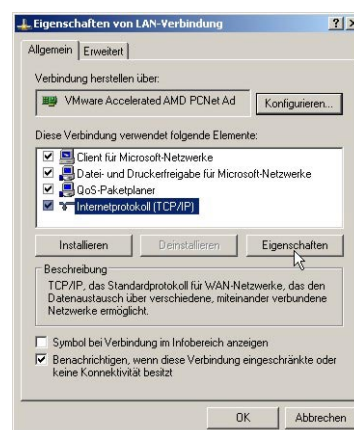 Eigenschaften von LAN-Verbindung
Allgemein Erweitert
Verbindung herstellen über:
VMware Accelerated AMD PCNet Ad Konfigurieren...
Diese Verbindung verwendet folgende Elemente:
Client für Microsoft-Netzwerke
Datei- und Druckerfreigabe für Microsoft-Netzwerke
QoS-Paketplaner
Internetprotokoll (TCP/IP)
Installieren Deinstallieren Eigenschaften
Beschreibung
TCP/IP, das Standardprotokoll für WAN-Netzwerke, das den
Datenaustausch über verschiedene, miteinander verbundene
Netzwerke ermöglicht.
Symbol bei Verbindung im Infobereich anzeigen
Benachrichtigen, wenn diese Verbindung eingeschränkte oder
keine Konnektivität besitzt
OK Abbrechen